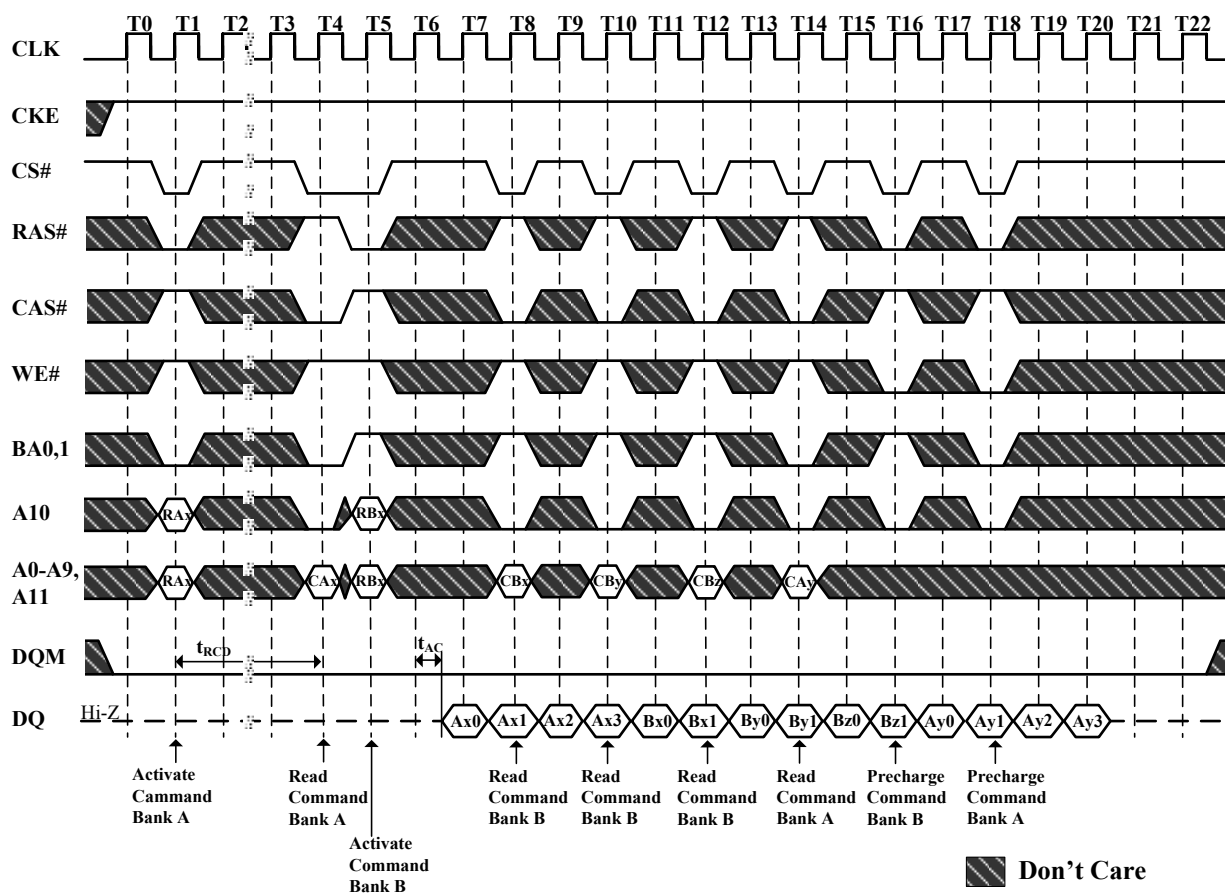 T0 T1 T2 T3 T4 T5 T6 T7 T8 T9 T10 T11 T12 T13 T14 T15 T16 T17 T18 T19 T20 T21 T22
CLK
CKE
CS#
RAS#
CAS#
WE#
BA0,1
A10
RAx RBx
A0-A9,
A11
RAx CAx RBx CBx CBy CBz CAy
DQM
tRCD
tAC
DQ
Hi-Z
Ax0 Ax1 Ax2 Ax3 Bx0 Bx1 By0 By1 Bz0 Bz1 Ay0 Ay1 Ay2 Ay3
Activate
Cammand
Bank A
Read
Command
Bank A
Activate
Command
Bank B
Read
Command
Bank B
Read
Command
Bank B
Read
Command
Bank B
Read
Command
Bank A
Precharge
Command
Bank B
Precharge
Command
Bank A
Don't Care